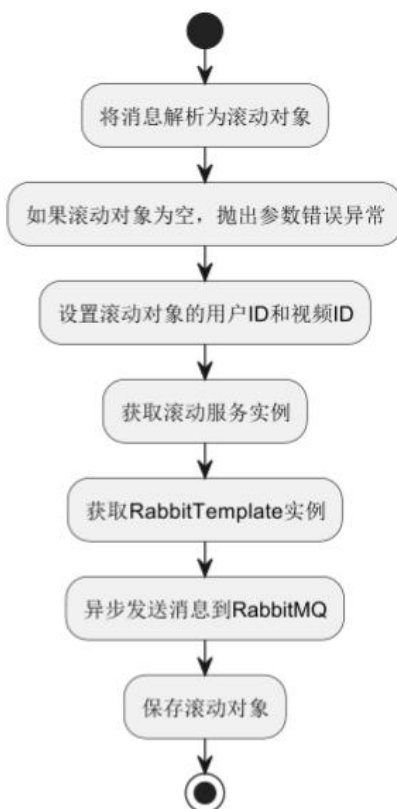 将消息解析为滚动对象
如果滚动对象为空，抛出参数错误异常
设置滚动对象的用户ID和视频ID
获取滚动服务实例
获取RabbitTemplate实例
异步发送消息到RabbitMQ
保存滚动对象